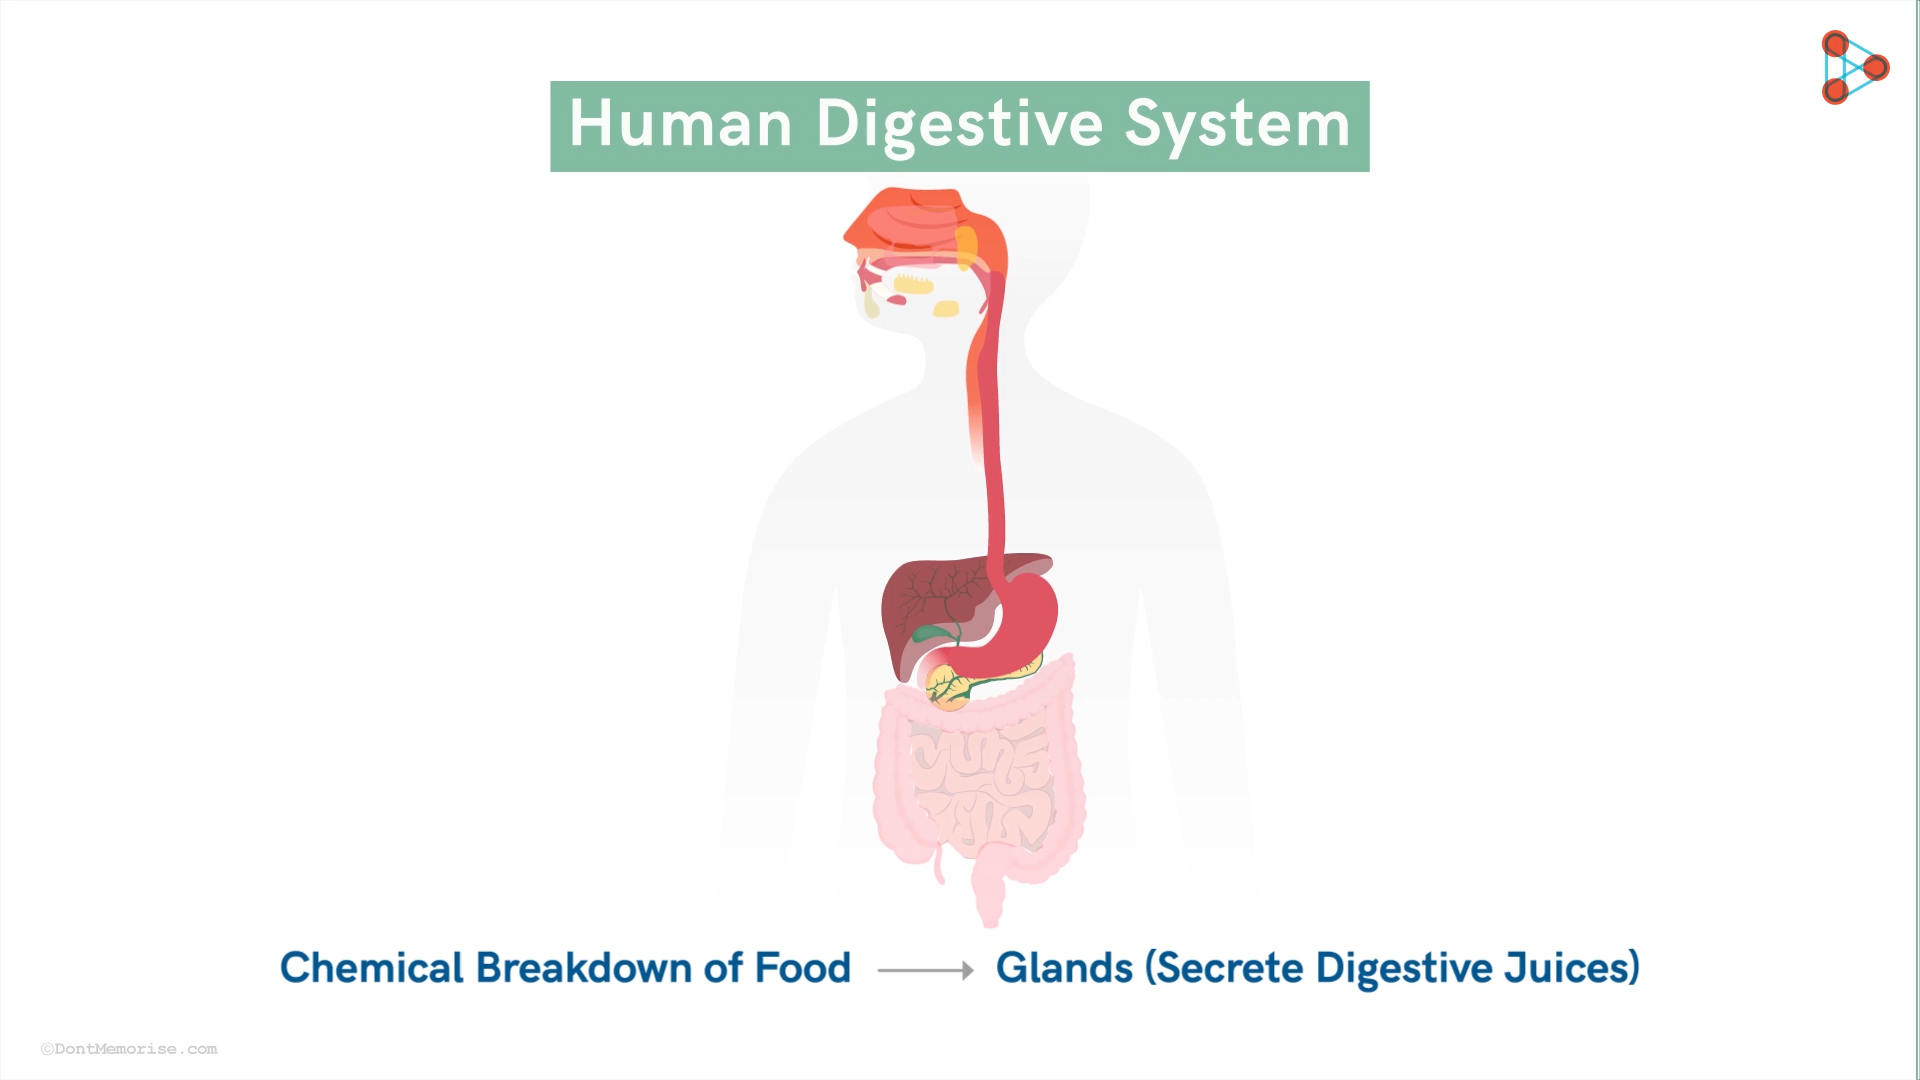 Human Digestive System
Chemical Breakdown of Food → Glands (Secrete Digestive Juices)
©DontMemorise.com